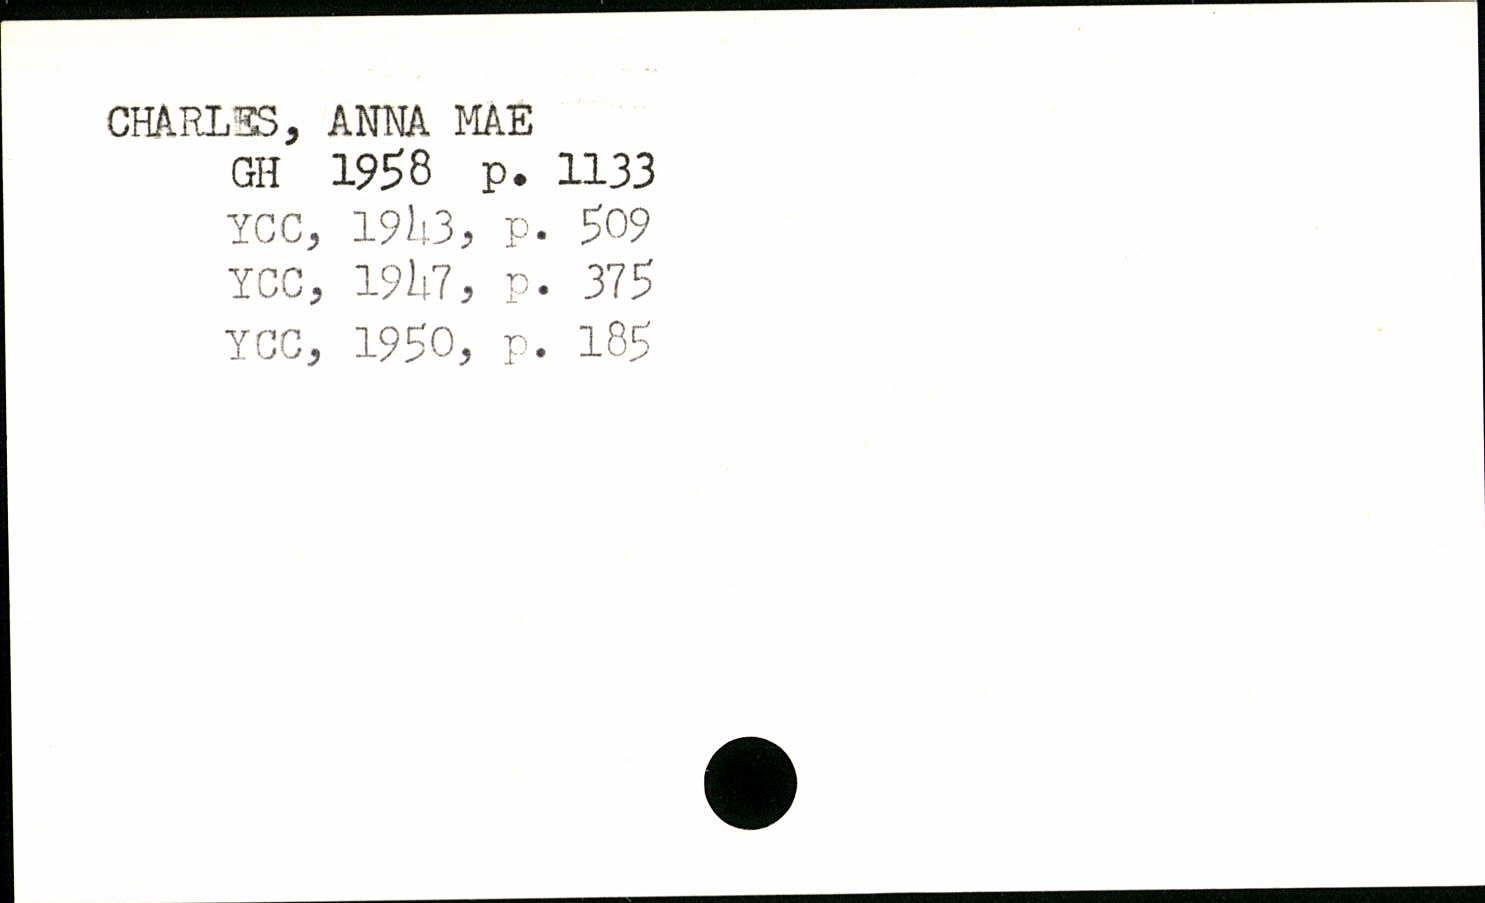 CHARLES, ANNA MAE
GH 1958 p. 1133
YCC, 1943, p. 509
YCC, 1947, p. 375
YCC, 1950, p. 185